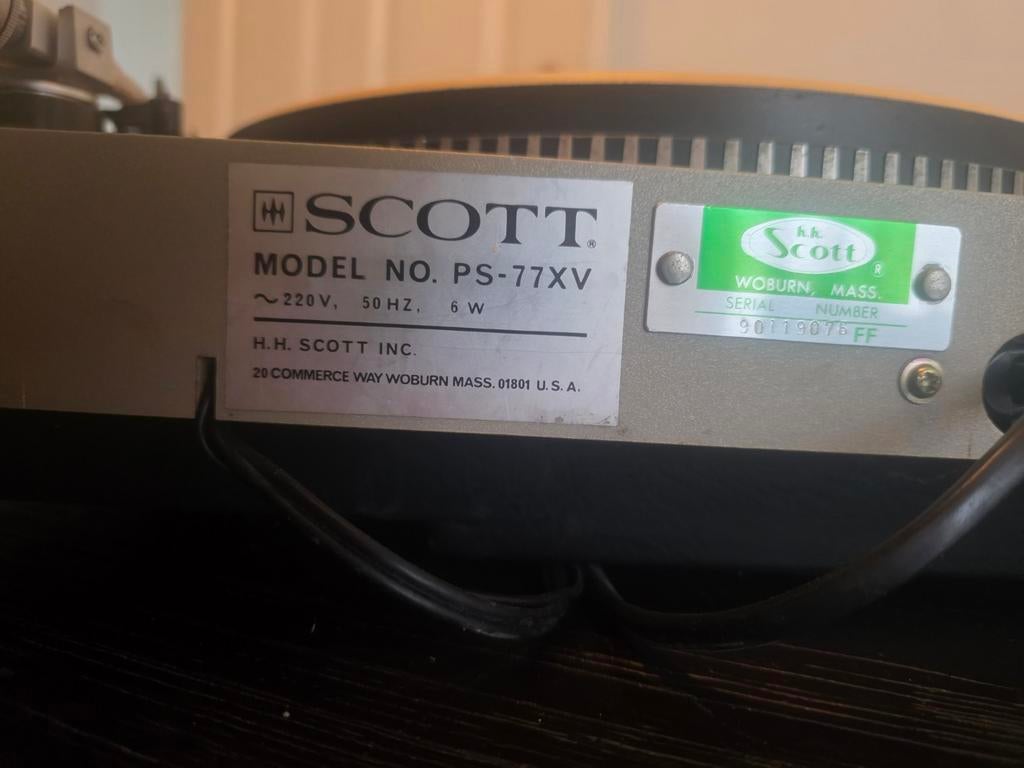 SCOTT®
MODEL NO. PS-77XV
~220V, 50HZ, 6W
H.H. SCOTT INC.
20 COMMERCE WAY WOBURN MASS. 01801 U.S.A.
h.h.
Scott®
WOBURN, MASS.
SERIAL NUMBER
90119076 FF